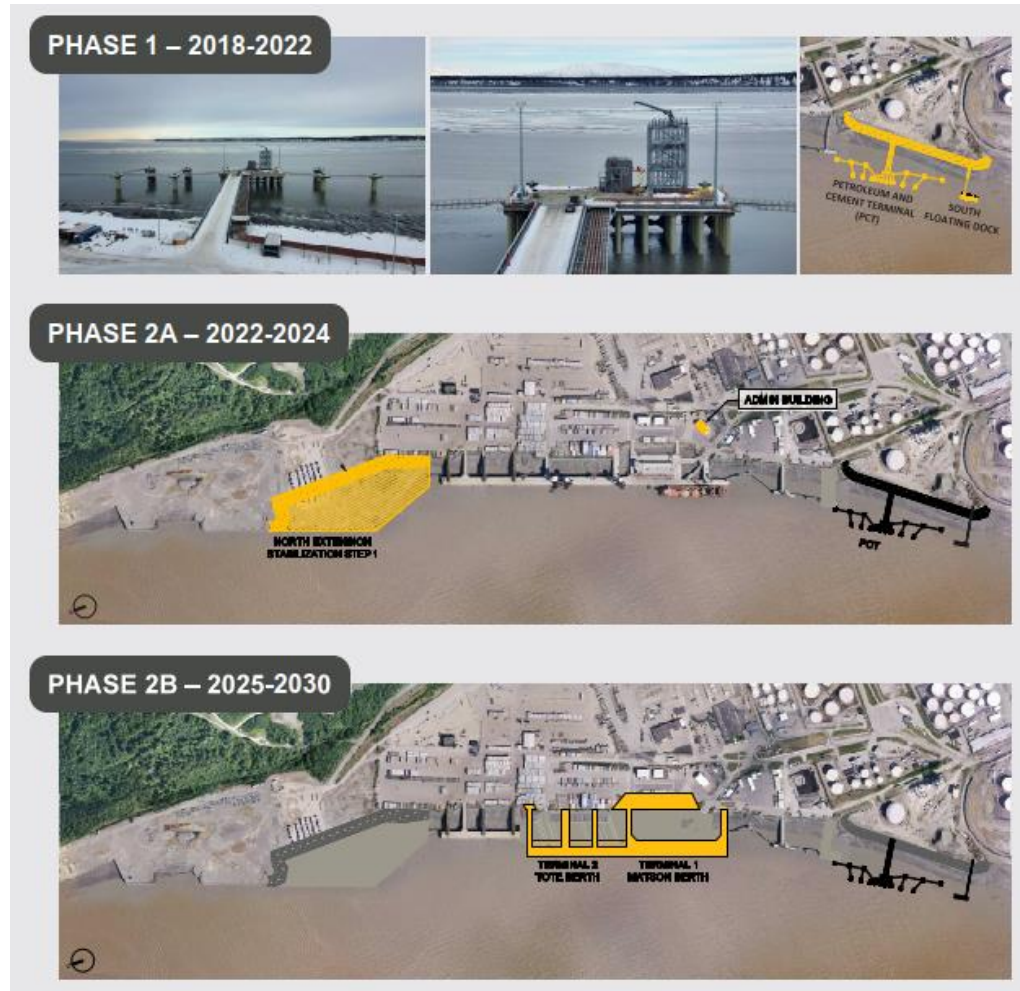 PHASE 1 – 2018-2022
PETROLEUM AND
CEMENT TERMINAL
(PCT)
SOUTH
FLOATING DOCK
PHASE 2A – 2022-2024
ADMIN BUILDING
NORTH EXTENSION
STABILIZATION STEP 1
PCT
PHASE 2B – 2025-2030
TERMINAL 2
TOTE BERTH
TERMINAL 1
MATSON BERTH